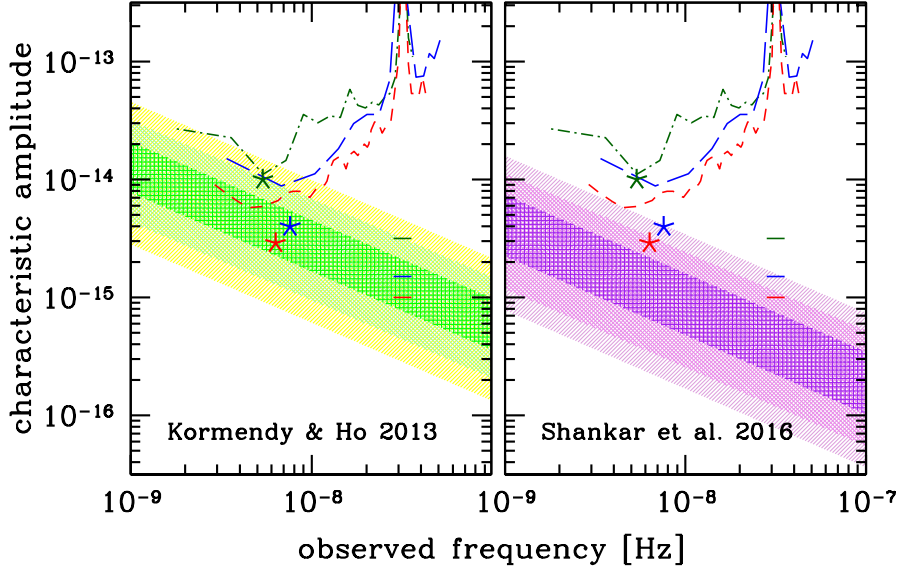 characteristic amplitude
10⁻¹³
10⁻¹⁴
10⁻¹⁵
10⁻¹⁶
Kormendy & Ho 2013
Shankar et al. 2016
10⁻⁹ 10⁻⁸ 10⁻⁹ 10⁻⁸ 10⁻⁷
observed frequency [Hz]